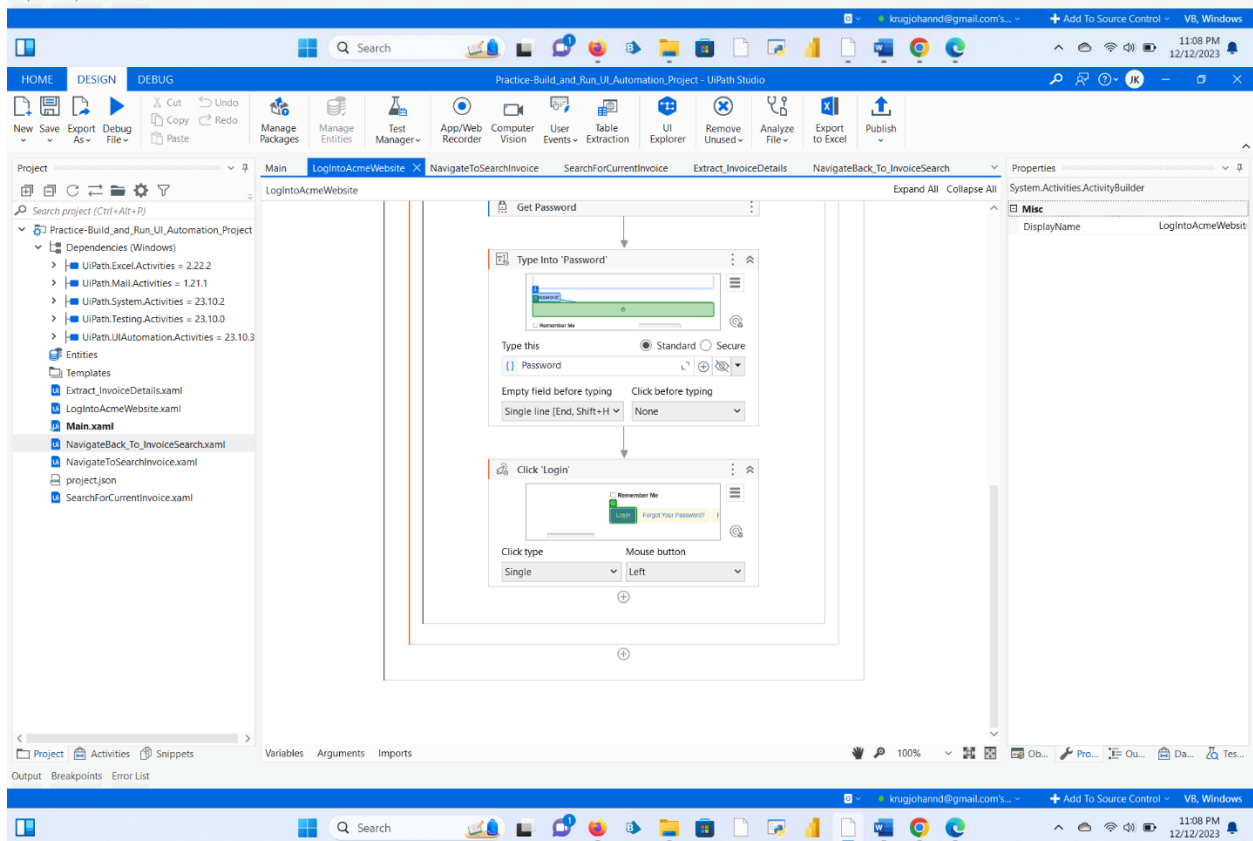 krugjohannd@gmail.com's... Add To Source Control VB, Windows
Search
11:08 PM
12/12/2023
HOME DESIGN DEBUG Practice-Build_and_Run_UI_Automation_Project - UiPath Studio JK
New Save Export As Debug File Cut Copy Paste Undo Redo Manage Packages Manage Entities Test Manager App/Web Recorder Computer Vision User Events Table Extraction UI Explorer Remove Unused Analyze File Export to Excel Publish
Project Main LogIntoAcmeWebsite NavigateToSearchInvoice SearchForCurrentInvoice Extract_InvoiceDetails NavigateBack_To_InvoiceSearch Properties
LogIntoAcmeWebsite Expand All Collapse All System.Activities.ActivityBuilder
Search project (Ctrl+Alt+P)
Misc
DisplayName LogIntoAcmeWebsit
Practice-Build_and_Run_UI_Automation_Project
Dependencies (Windows)
UiPath.Excel.Activities = 2.22.2
UiPath.Mail.Activities = 1.21.1
UiPath.System.Activities = 23.10.2
UiPath.Testing.Activities = 23.10.0
UiPath.UIAutomation.Activities = 23.10.3
Entities
Templates
Extract_InvoiceDetails.xaml
LogIntoAcmeWebsite.xaml
Main.xaml
NavigateBack_To_InvoiceSearch.xaml
NavigateToSearchInvoice.xaml
project.json
SearchForCurrentInvoice.xaml
Get Password
Type Into 'Password'
Password
Remember Me
Type this Standard Secure
Password
Empty field before typing Click before typing
Single line [End, Shift+H None
Click 'Login'
Remember Me
Login Forgot Your Password?
Click type Mouse button
Single Left
Project Activities Snippets Variables Arguments Imports 100% Ob... Pro... Ou... Da... Tes...
Output Breakpoints Error List
krugjohannd@gmail.com's... Add To Source Control VB, Windows
Search
11:08 PM
12/12/2023